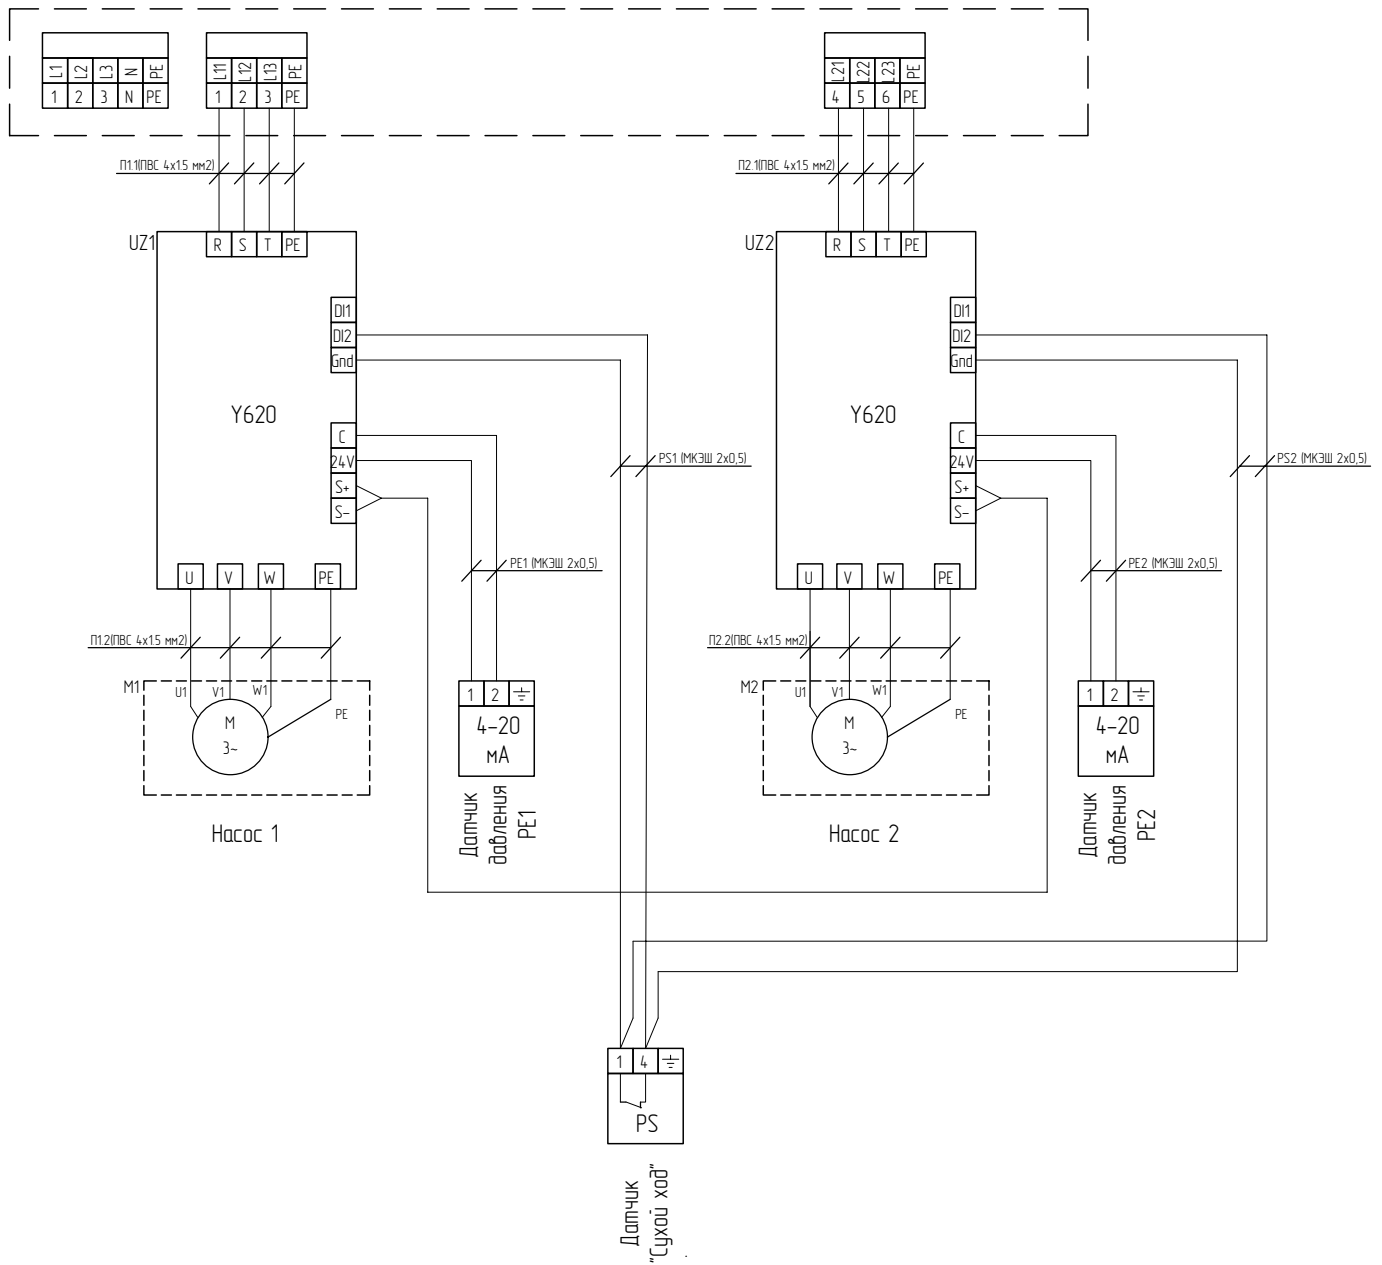 L1 L2 L3 N PE
1 2 3 N PE
L11 L12 L13 PE
1 2 3 PE
L21 L22 L23 PE
4 5 6 PE
П1.1(ПВС 4х1.5 мм2)
П2.1(ПВС 4х1.5 мм2)
UZ1
R S T PE
DI1
DI2
Gnd
Y620
C
24V
S+
S-
U V W PE
PS1 (МКЭШ 2х0,5)
PE1 (МКЭШ 2х0,5)
П1.2(ПВС 4х1.5 мм2)
M1
U1 V1 W1
PE
M
3~
Насос 1
1 2
4-20
мА
Датчик
давления
PE1
UZ2
R S T PE
DI1
DI2
Gnd
Y620
C
24V
S+
S-
U V W PE
PS2 (МКЭШ 2х0,5)
PE2 (МКЭШ 2х0,5)
П2.2(ПВС 4х1.5 мм2)
M2
U1 V1 W1
PE
M
3~
Насос 2
1 2
4-20
мА
Датчик
давления
PE2
1 4
PS
Датчик
"Сухой ход"